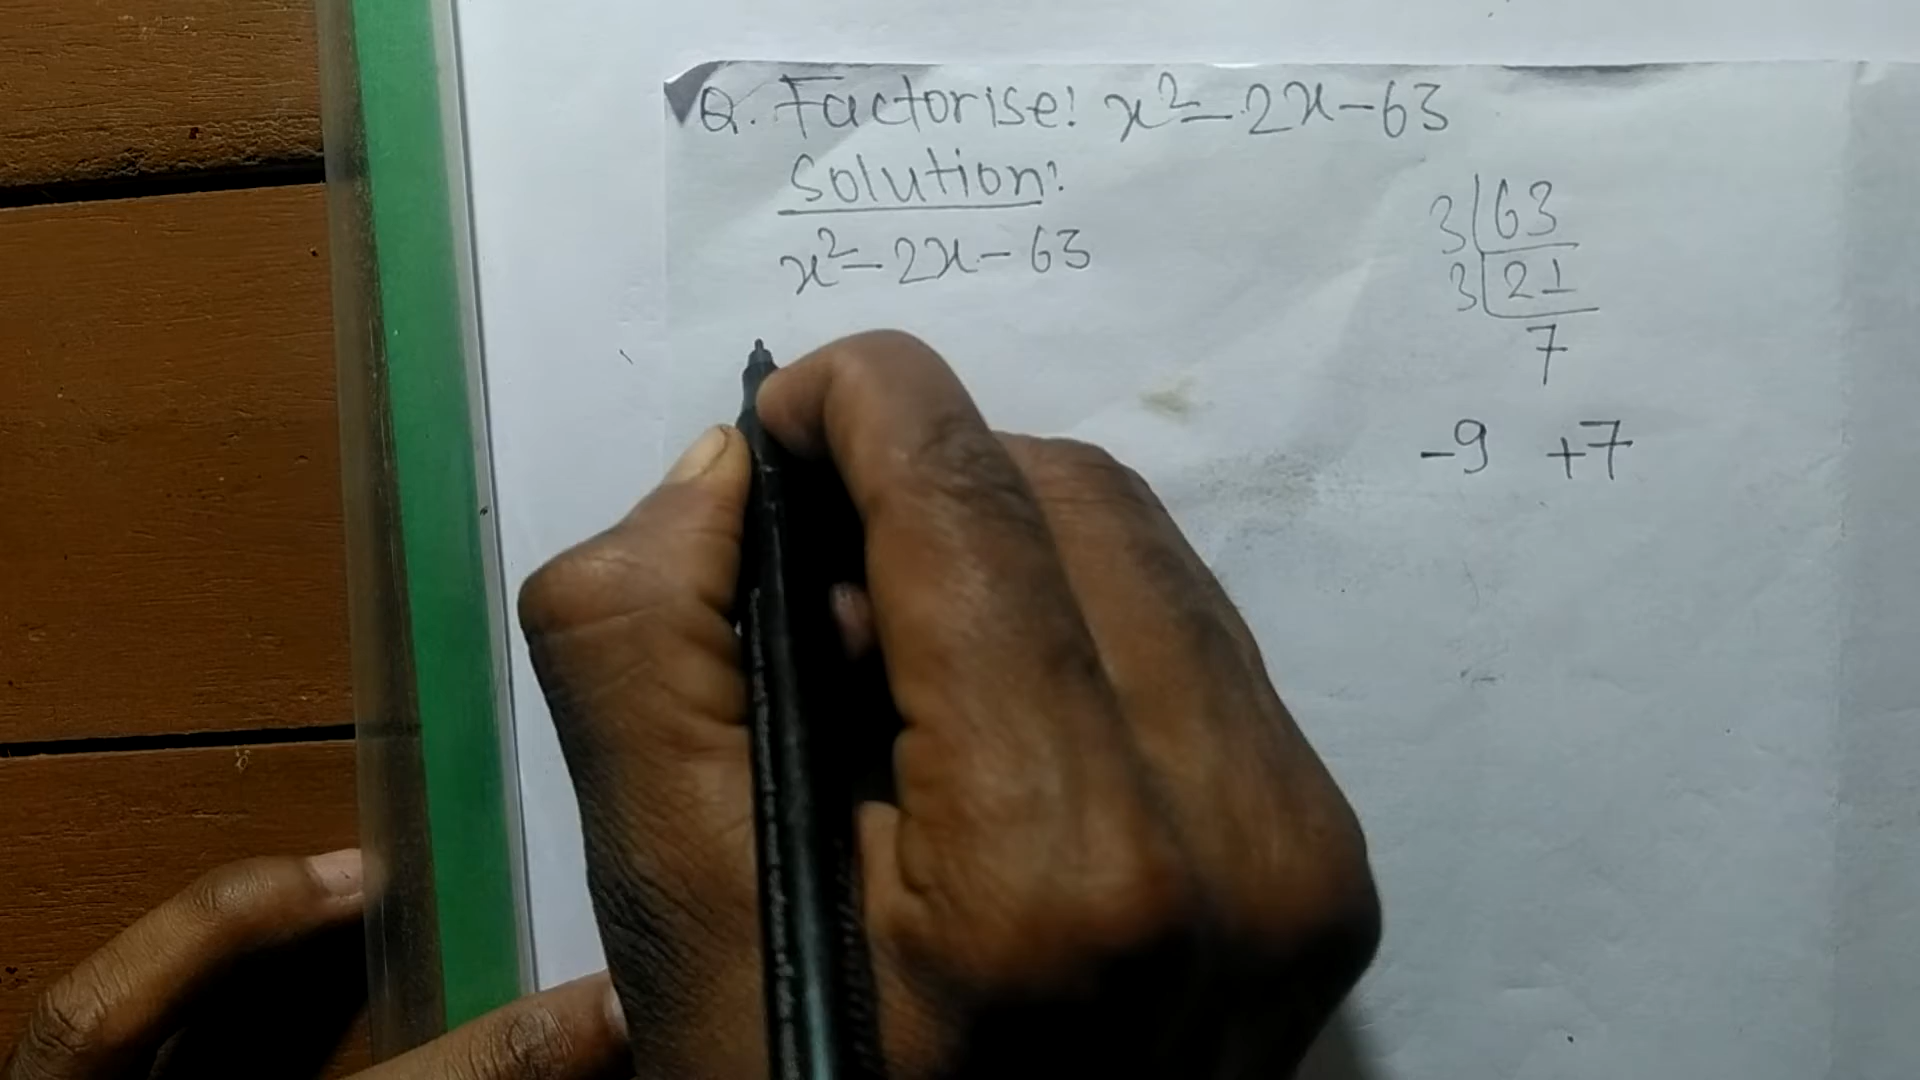 Q. Factorise: x²-2x-63
Solution:
x²-2x-63
3|63
3|21
7
-9 +7